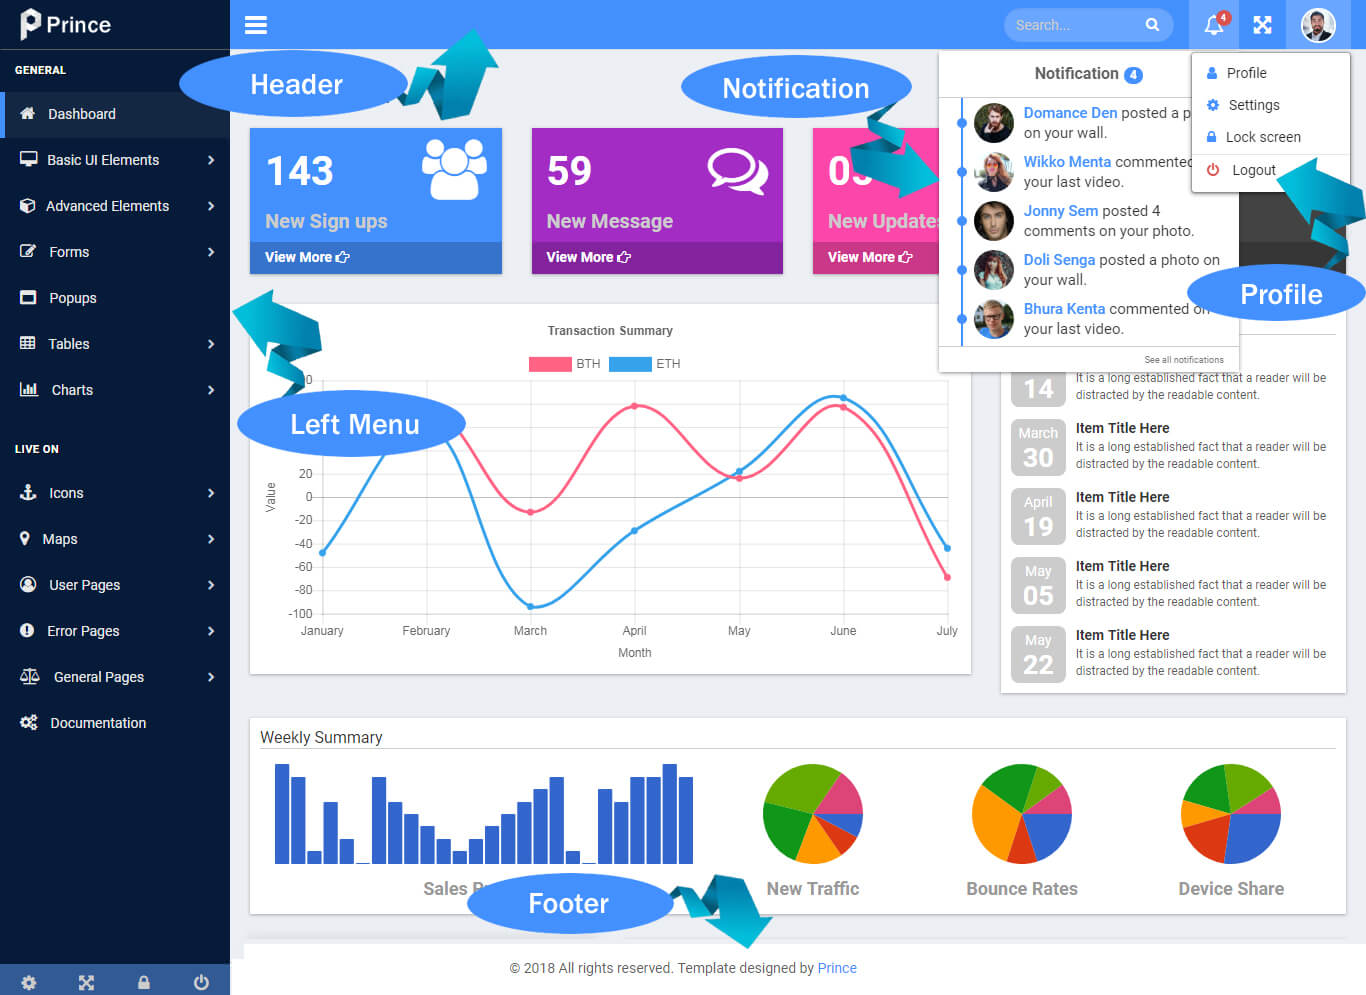 Prince
Search...
4
GENERAL
Dashboard
Basic UI Elements
Advanced Elements
Forms
Popups
Tables
Charts
LIVE ON
Icons
Maps
User Pages
Error Pages
General Pages
Documentation
Header
Notification
Left Menu
Profile
Footer
143
New Sign ups
View More
59
New Message
View More
New Updates
View More
Notification 4
Domance Den posted a
on your wall.
Wikko Menta commented
your last video.
Jonny Sem posted 4
comments on your photo.
Doli Senga posted a photo on
your wall.
Bhura Kenta commented on
your last video.
See all notifications
Profile
Settings
Lock screen
Logout
Transaction Summary
BTH
ETH
Value
20
0
-20
-40
-60
-80
-100
January
February
March
April
May
June
July
Month
14
It is a long established fact that a reader will be
distracted by the readable content.
March
30
Item Title Here
It is a long established fact that a reader will be
distracted by the readable content.
April
19
Item Title Here
It is a long established fact that a reader will be
distracted by the readable content.
May
05
Item Title Here
It is a long established fact that a reader will be
distracted by the readable content.
May
22
Item Title Here
It is a long established fact that a reader will be
distracted by the readable content.
Weekly Summary
Sales
New Traffic
Bounce Rates
Device Share
© 2018 All rights reserved. Template designed by Prince